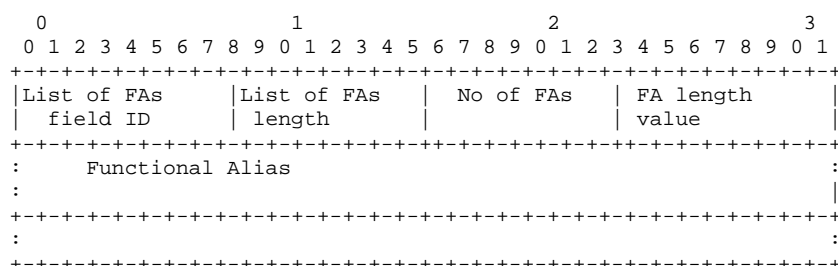 0                   1                   2                   3
0 1 2 3 4 5 6 7 8 9 0 1 2 3 4 5 6 7 8 9 0 1 2 3 4 5 6 7 8 9 0 1
+-+-+-+-+-+-+-+-+-+-+-+-+-+-+-+-+-+-+-+-+-+-+-+-+-+-+-+-+-+-+-+-+
|List of FAs    |List of FAs   |  No of FAs   | FA length      |
|  field ID     | length       |              | value          |
+-+-+-+-+-+-+-+-+-+-+-+-+-+-+-+-++-+-+-+-+-+-+-++-+-+-+-+-+-+-+-+
:     Functional Alias                                          :
:                                                               |
+-+-+-+-+-+-+-+-+-+-+-+-+-+-+-+-+-+-+-+-+-+-+-+-+-+-+-+-+-+-+-+-+
:                                                               :
+-+-+-+-+-+-+-+-+-+-+-+-+-+-+-+-+-+-+-+-+-+-+-+-+-+-+-+-+-+-+-+-+